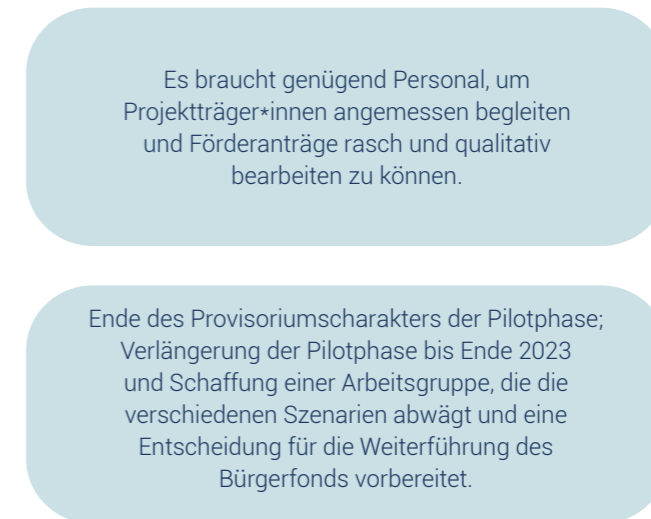 Es braucht genügend Personal, um
Projektträger*innen angemessen begleiten
und Förderanträge rasch und qualitativ
bearbeiten zu können.
Ende des Provisoriumscharakters der Pilotphase;
Verlängerung der Pilotphase bis Ende 2023
und Schaffung einer Arbeitsgruppe, die die
verschiedenen Szenarien abwägt und eine
Entscheidung für die Weiterführung des
Bürgerfonds vorbereitet.